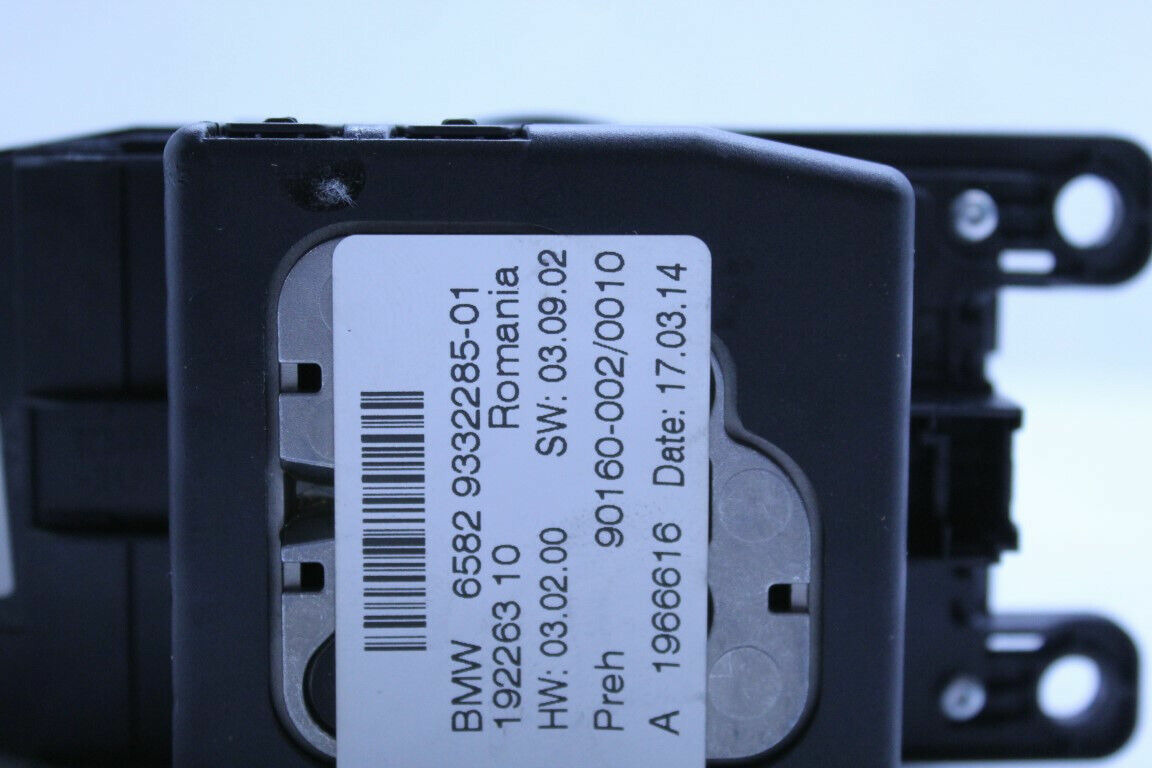 BMW 6582 9332285-01
192263 10 Romania
HW: 03.02.00 SW: 03.09.02
Preh 90160-002/0010
A 1966616 Date: 17.03.14